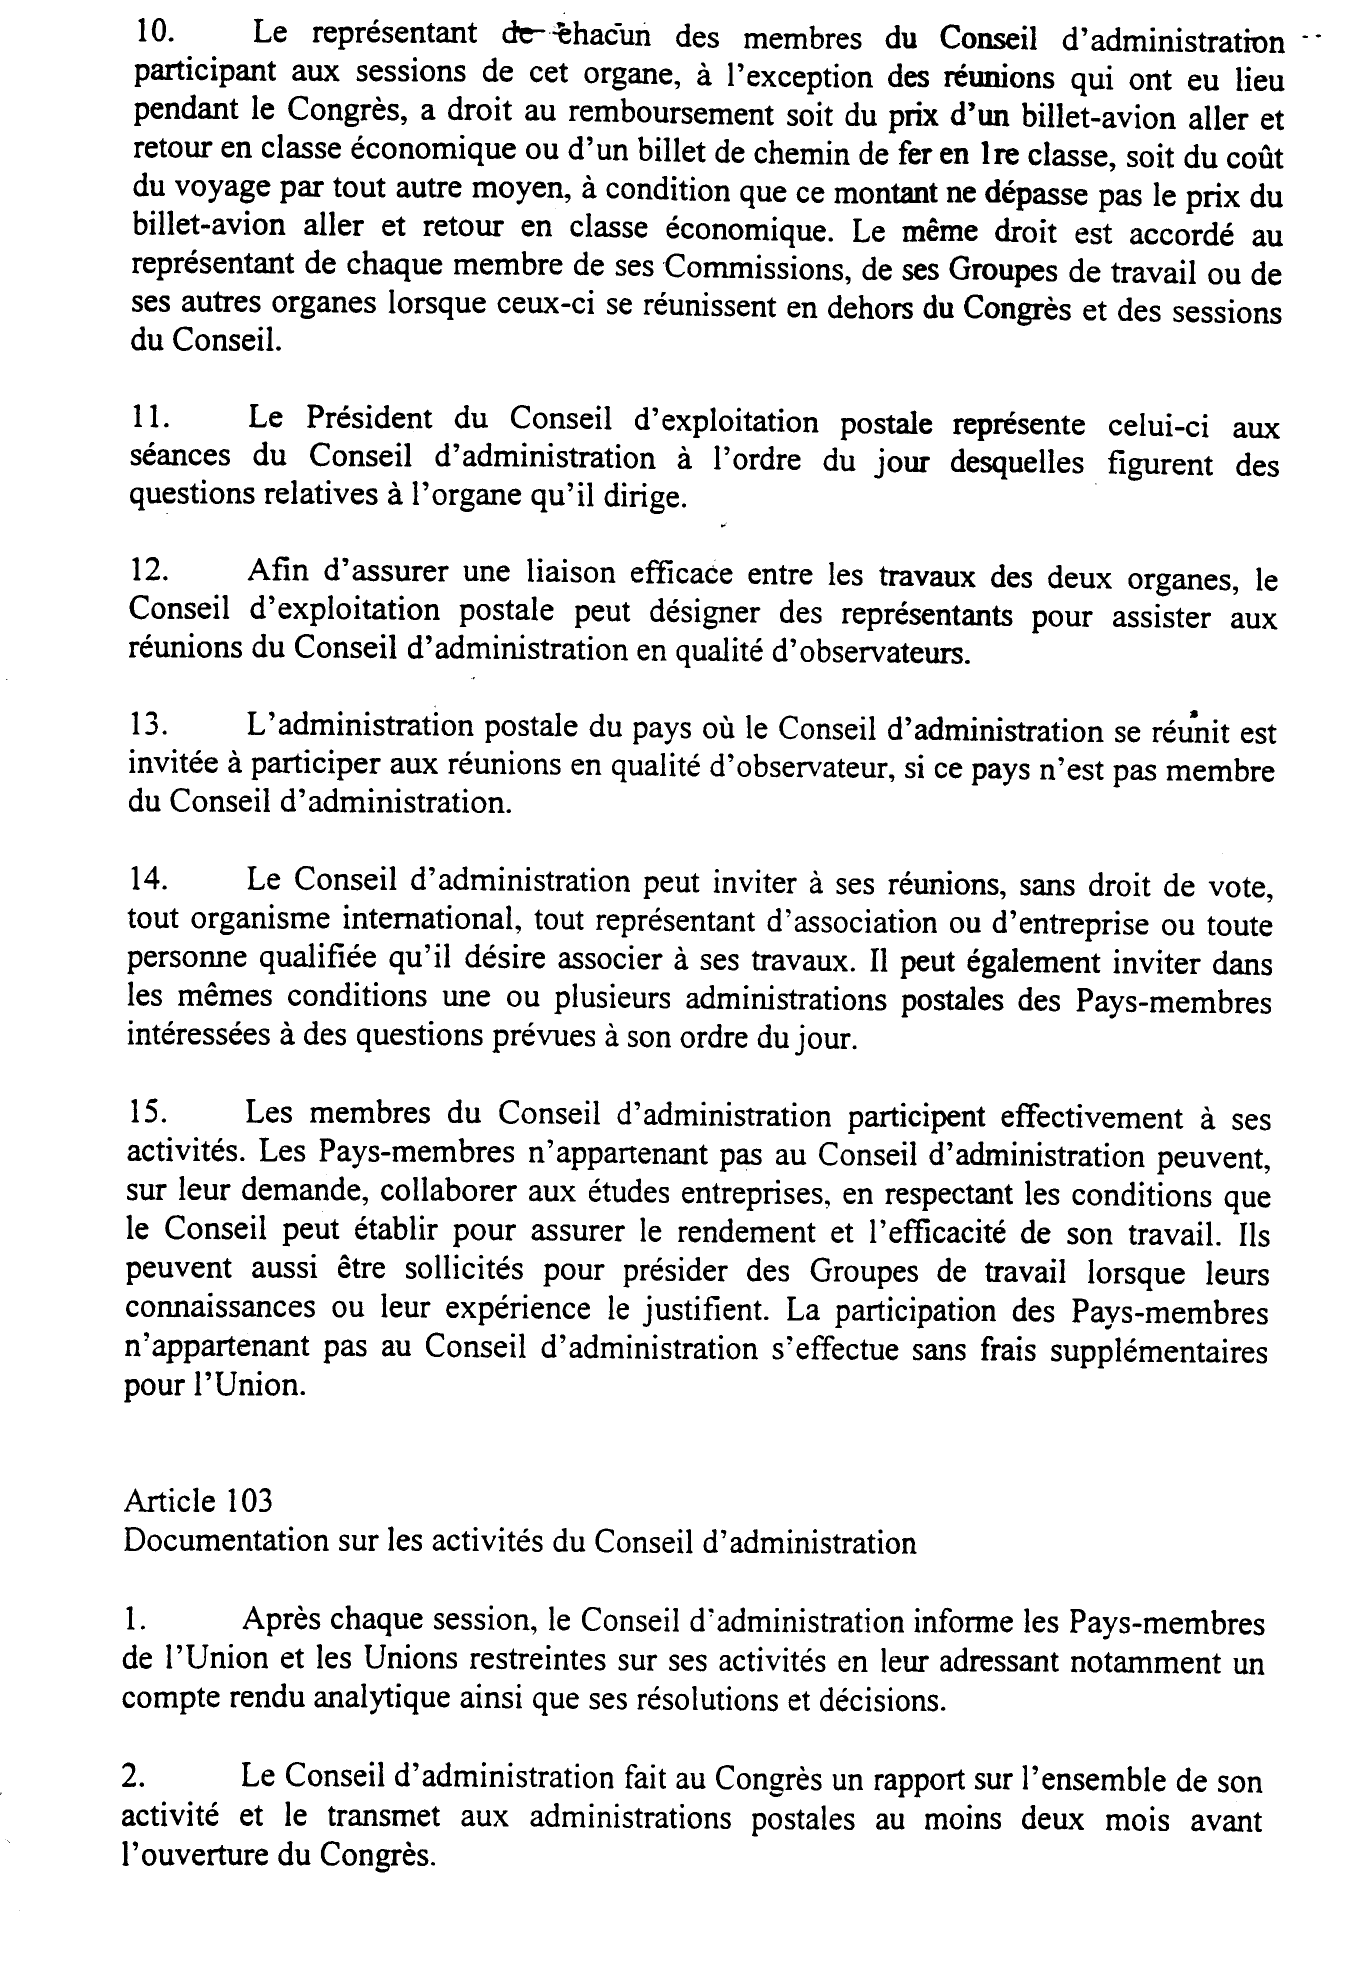 10. Le représentant de chacun des membres du Conseil d'administration
participant aux sessions de cet organe, à l'exception des réunions qui ont eu lieu
pendant le Congrès, a droit au remboursement soit du prix d'un billet-avion aller et
retour en classe économique ou d'un billet de chemin de fer en 1re classe, soit du coût
du voyage par tout autre moyen, à condition que ce montant ne dépasse pas le prix du
billet-avion aller et retour en classe économique. Le même droit est accordé au
représentant de chaque membre de ses Commissions, de ses Groupes de travail ou de
ses autres organes lorsque ceux-ci se réunissent en dehors du Congrès et des sessions
du Conseil.
11. Le Président du Conseil d'exploitation postale représente celui-ci aux
séances du Conseil d'administration à l'ordre du jour desquelles figurent des
questions relatives à l'organe qu'il dirige.
12. Afin d'assurer une liaison efficace entre les travaux des deux organes, le
Conseil d'exploitation postale peut désigner des représentants pour assister aux
réunions du Conseil d'administration en qualité d'observateurs.
13. L'administration postale du pays où le Conseil d'administration se réunit est
invitée à participer aux réunions en qualité d'observateur, si ce pays n'est pas membre
du Conseil d'administration.
14. Le Conseil d'administration peut inviter à ses réunions, sans droit de vote,
tout organisme international, tout représentant d'association ou d'entreprise ou toute
personne qualifiée qu'il désire associer à ses travaux. Il peut également inviter dans
les mêmes conditions une ou plusieurs administrations postales des Pays-membres
intéressées à des questions prévues à son ordre du jour.
15. Les membres du Conseil d'administration participent effectivement à ses
activités. Les Pays-membres n'appartenant pas au Conseil d'administration peuvent,
sur leur demande, collaborer aux études entreprises, en respectant les conditions que
le Conseil peut établir pour assurer le rendement et l'efficacité de son travail. Ils
peuvent aussi être sollicités pour présider des Groupes de travail lorsque leurs
connaissances ou leur expérience le justifient. La participation des Pays-membres
n'appartenant pas au Conseil d'administration s'effectue sans frais supplémentaires
pour l'Union.
Article 103
Documentation sur les activités du Conseil d'administration
1. Après chaque session, le Conseil d'administration informe les Pays-membres
de l'Union et les Unions restreintes sur ses activités en leur adressant notamment un
compte rendu analytique ainsi que ses résolutions et décisions.
2. Le Conseil d'administration fait au Congrès un rapport sur l'ensemble de son
activité et le transmet aux administrations postales au moins deux mois avant
l'ouverture du Congrès.